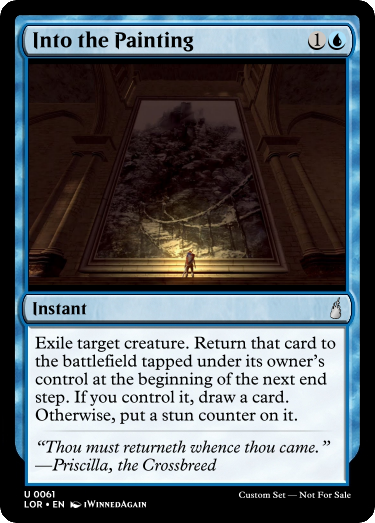 Into the Painting 1
Instant
Exile target creature. Return that card to
the battlefield tapped under its owner's
control at the beginning of the next end
step. If you control it, draw a card.
Otherwise, put a stun counter on it.
“Thou must returneth whence thou came.”
—Priscilla, the Crossbreed
U 0061
LOR • EN 1WINNEDAGAIN Custom Set — Not For Sale